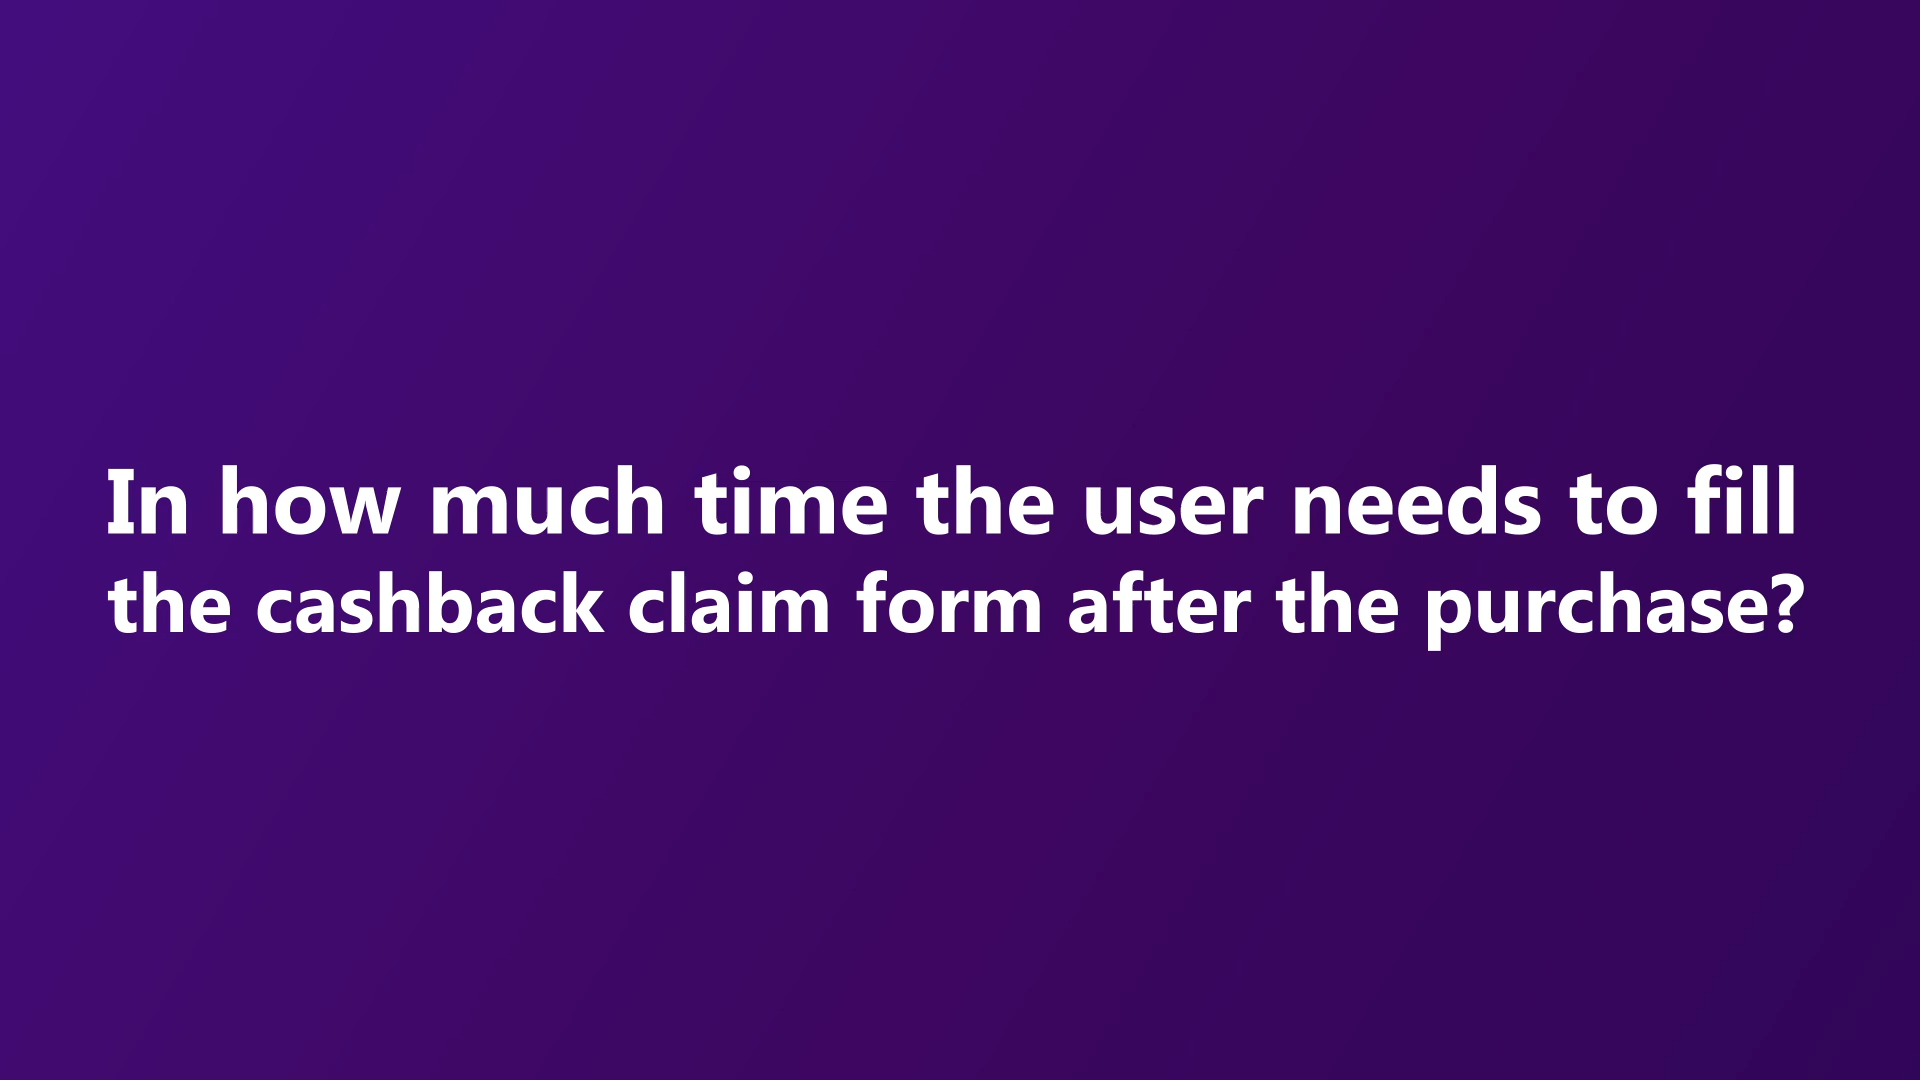 In how much time the user needs to fill
the cashback claim form after the purchase?